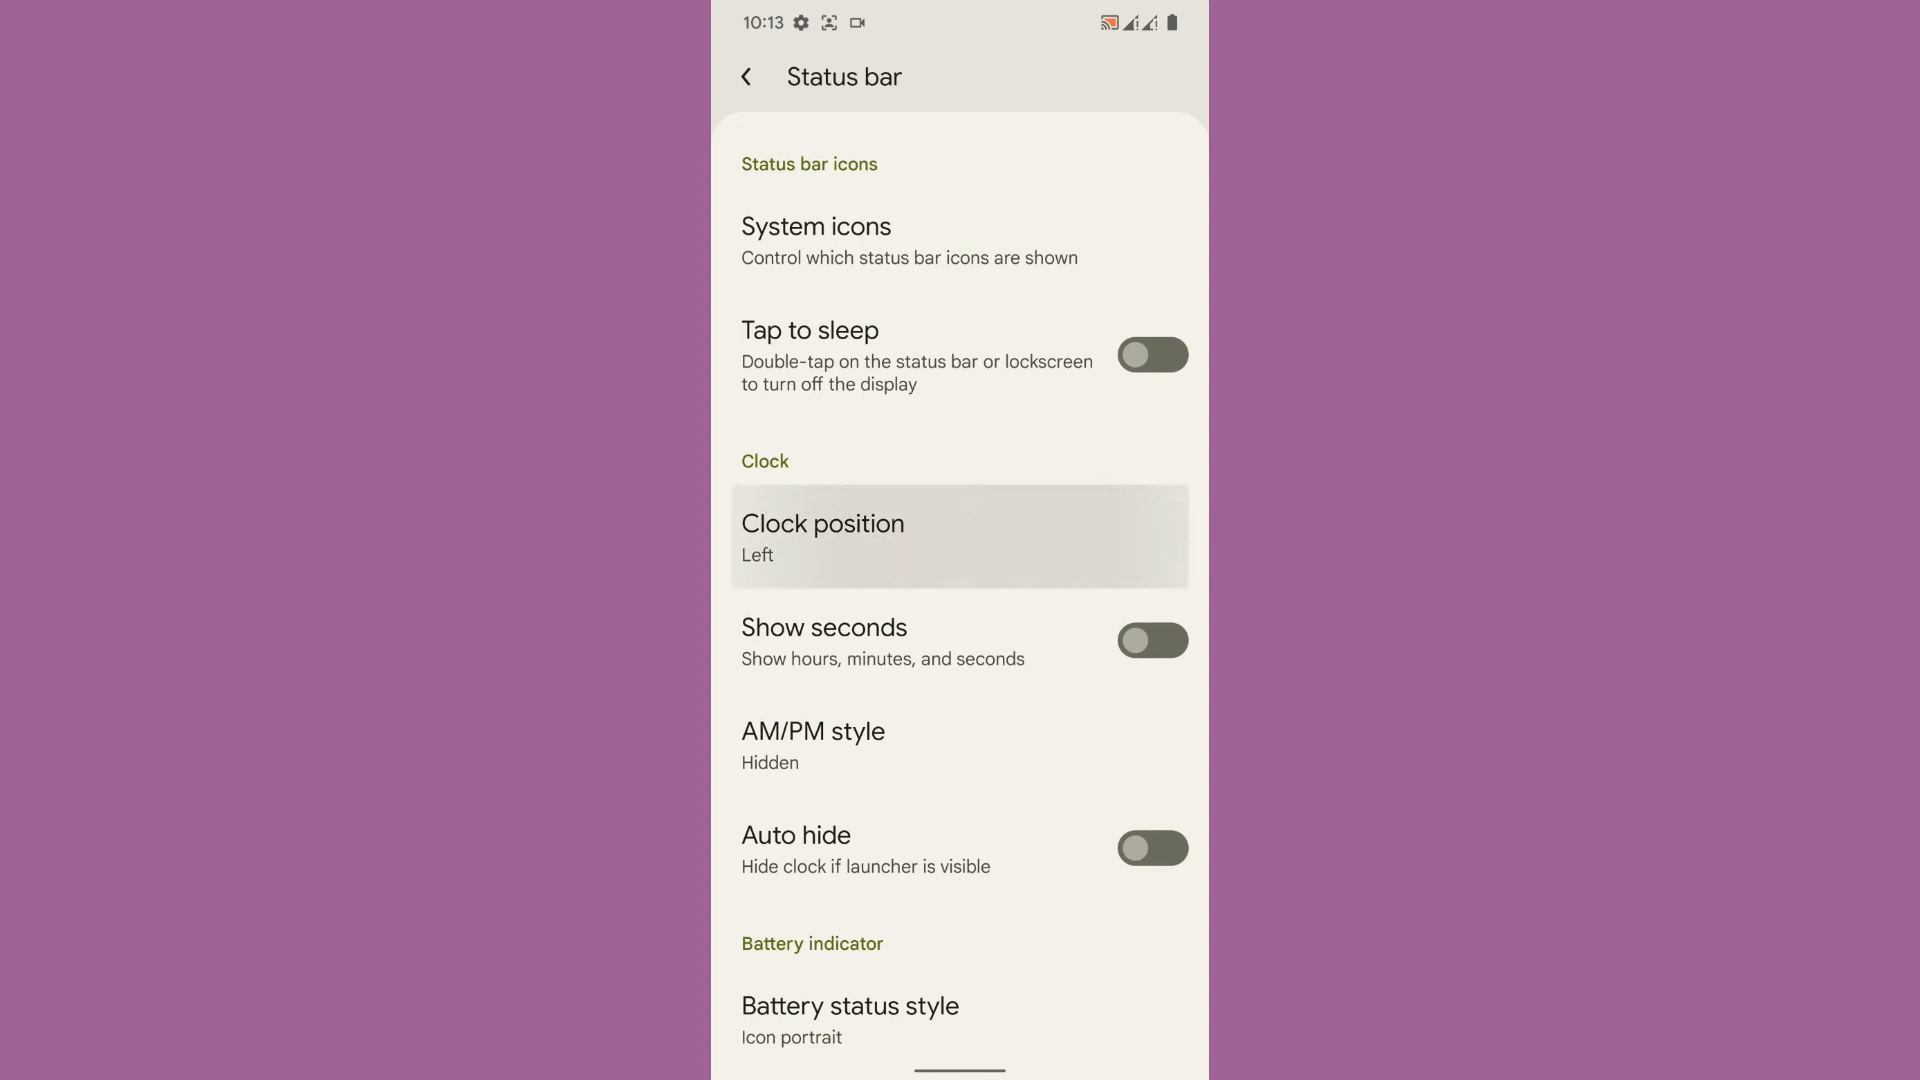 10:13
Status bar
Status bar icons
System icons
Control which status bar icons are shown
Tap to sleep
Double-tap on the status bar or lockscreen
to turn off the display
Clock
Clock position
Left
Show seconds
Show hours, minutes, and seconds
AM/PM style
Hidden
Auto hide
Hide clock if launcher is visible
Battery indicator
Battery status style
Icon portrait